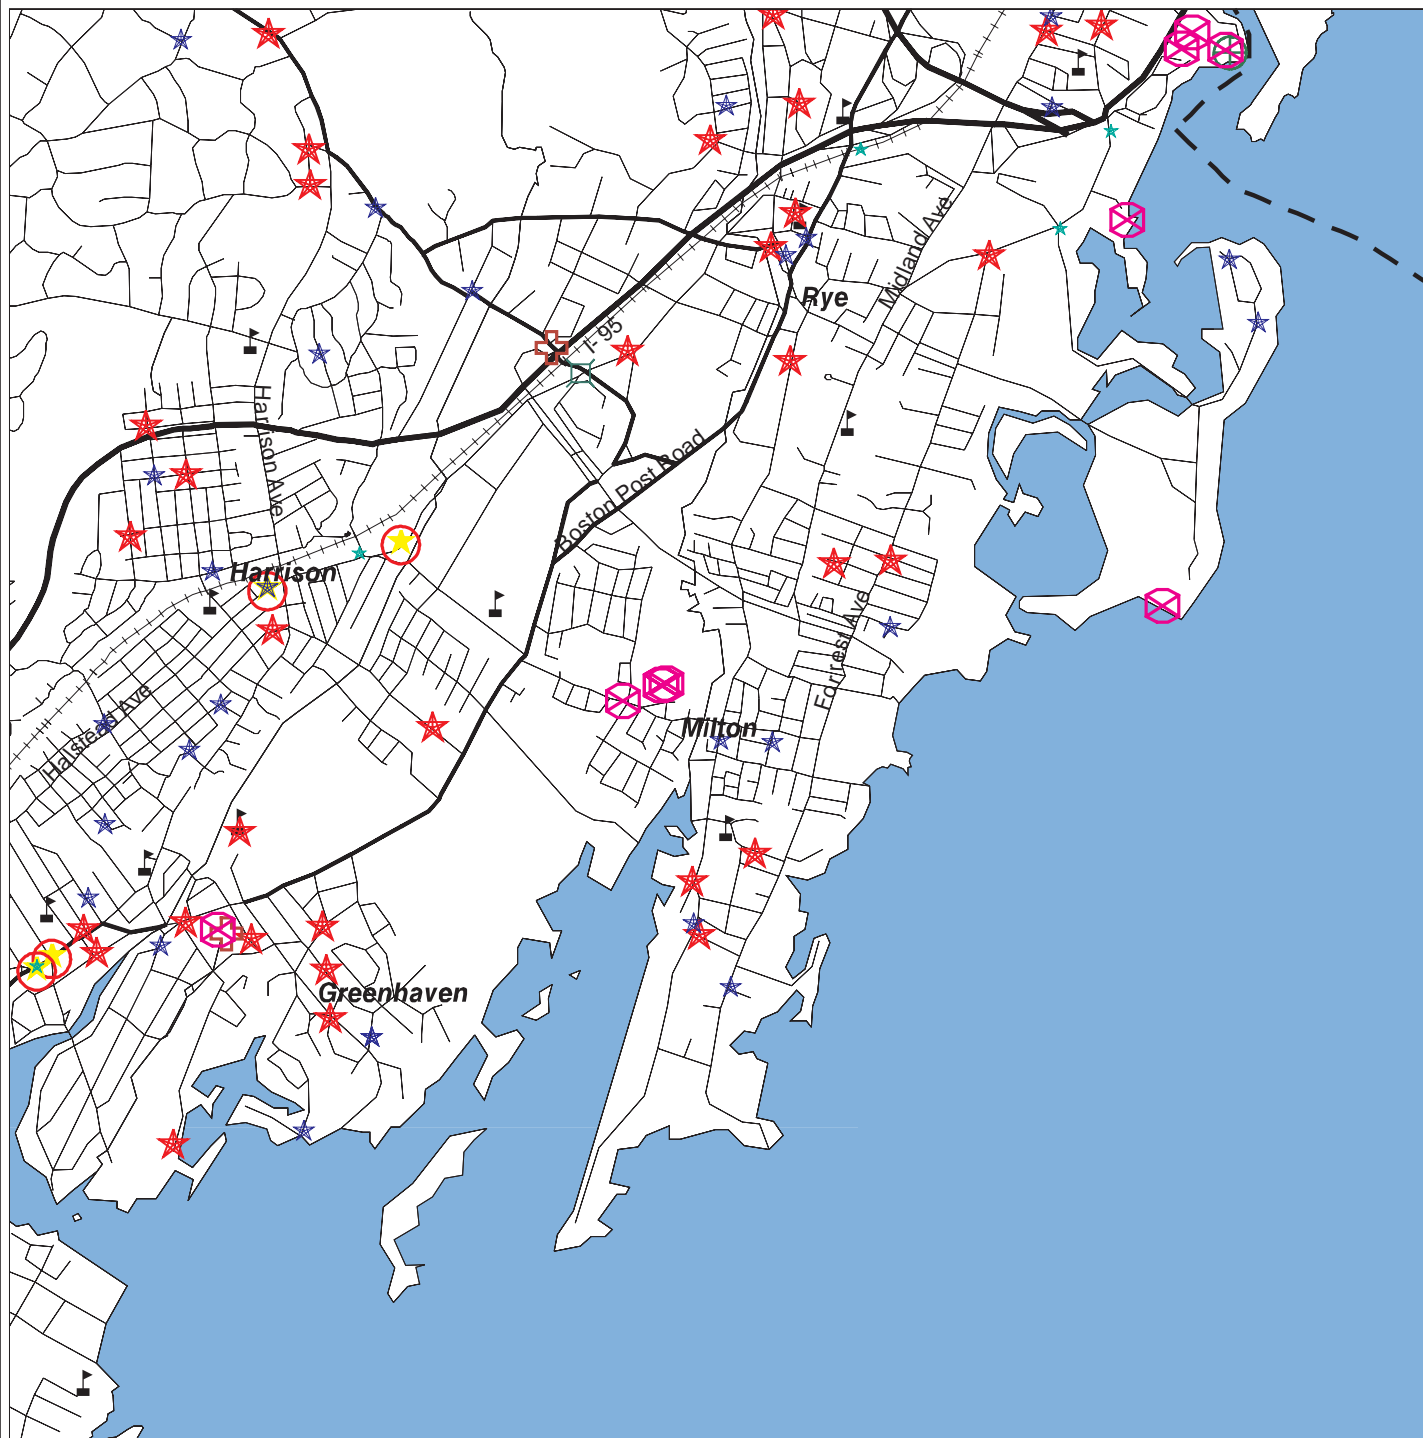 Midland Ave
Rye
I- 95
Harrison Ave
Boston Post Road
Harrison
Forrest Ave
Halstead Ave
Milton
Greenhaven